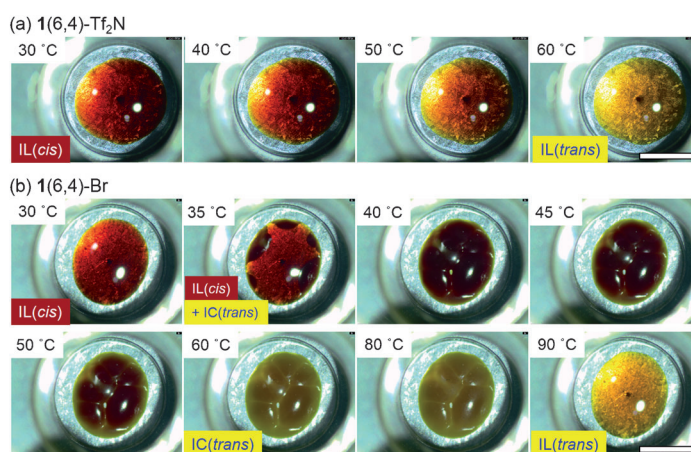 (a) 1(6,4)-Tf₂N
30 ˚C
40 ˚C
50 ˚C
60 ˚C
IL(cis)
IL(trans)
(b) 1(6,4)-Br
30 ˚C
35 ˚C
40 ˚C
45 ˚C
IL(cis)
IL(cis)
+ IC(trans)
50 ˚C
60 ˚C
80 ˚C
90 ˚C
IC(trans)
IL(trans)